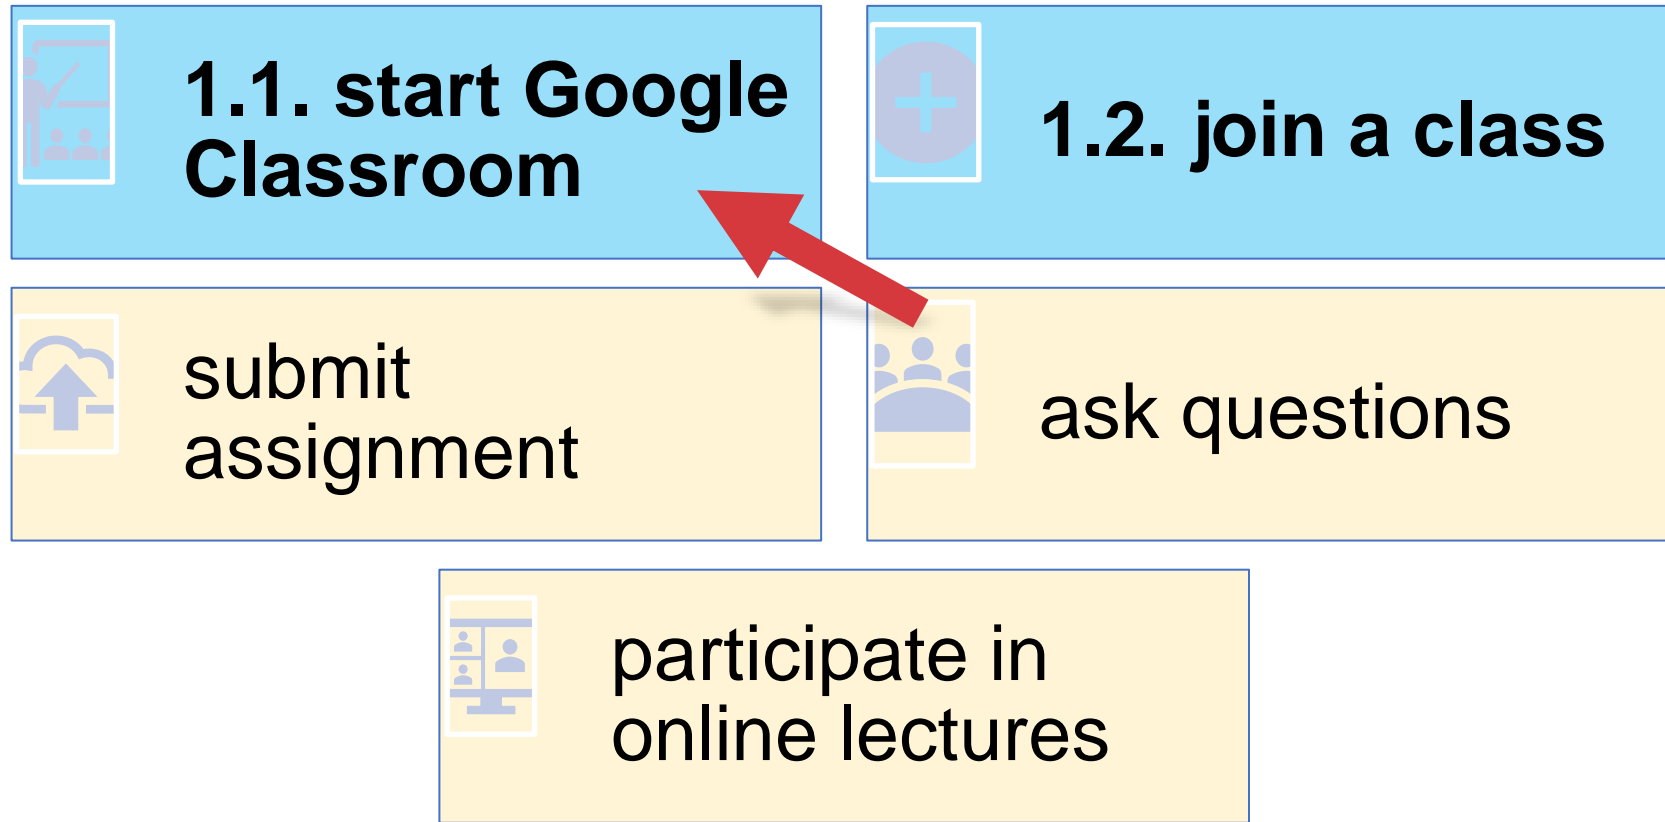 1.1. start Google
Classroom
1.2. join a class
submit
assignment
ask questions
participate in
online lectures